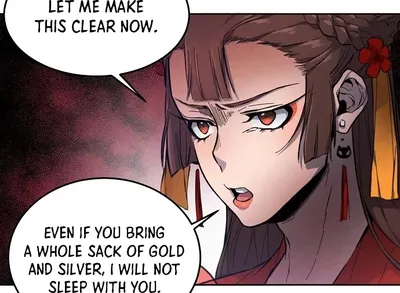 LET ME MAKE
THIS CLEAR NOW.
EVEN IF YOU BRING
A WHOLE SACK OF GOLD
AND SILVER, I WILL NOT
SLEEP WITH YOU.